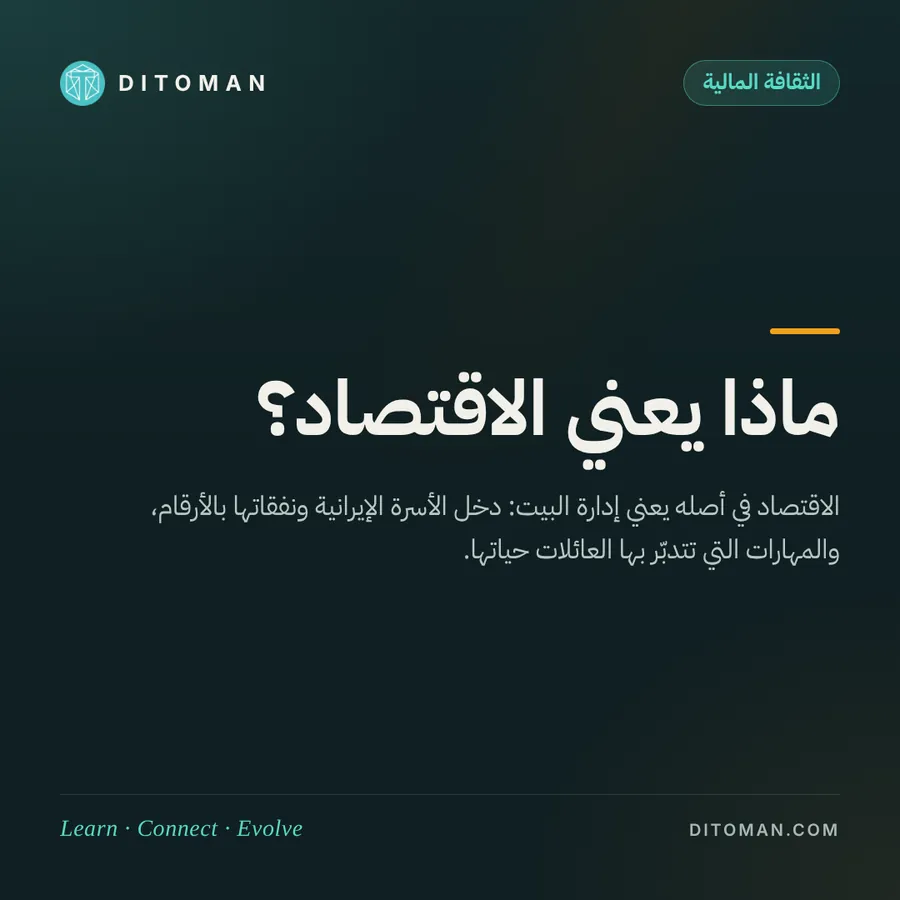 DITOMAN
الثقافة المالية
ماذا يعني الاقتصاد؟
الاقتصاد في أصله يعني إدارة البيت: دخل الأسرة الإيرانية ونفقاتها بالأرقام،
والمهارات التي تتدبّر بها العائلات حياتها.
Learn · Connect · Evolve
DITOMAN.COM